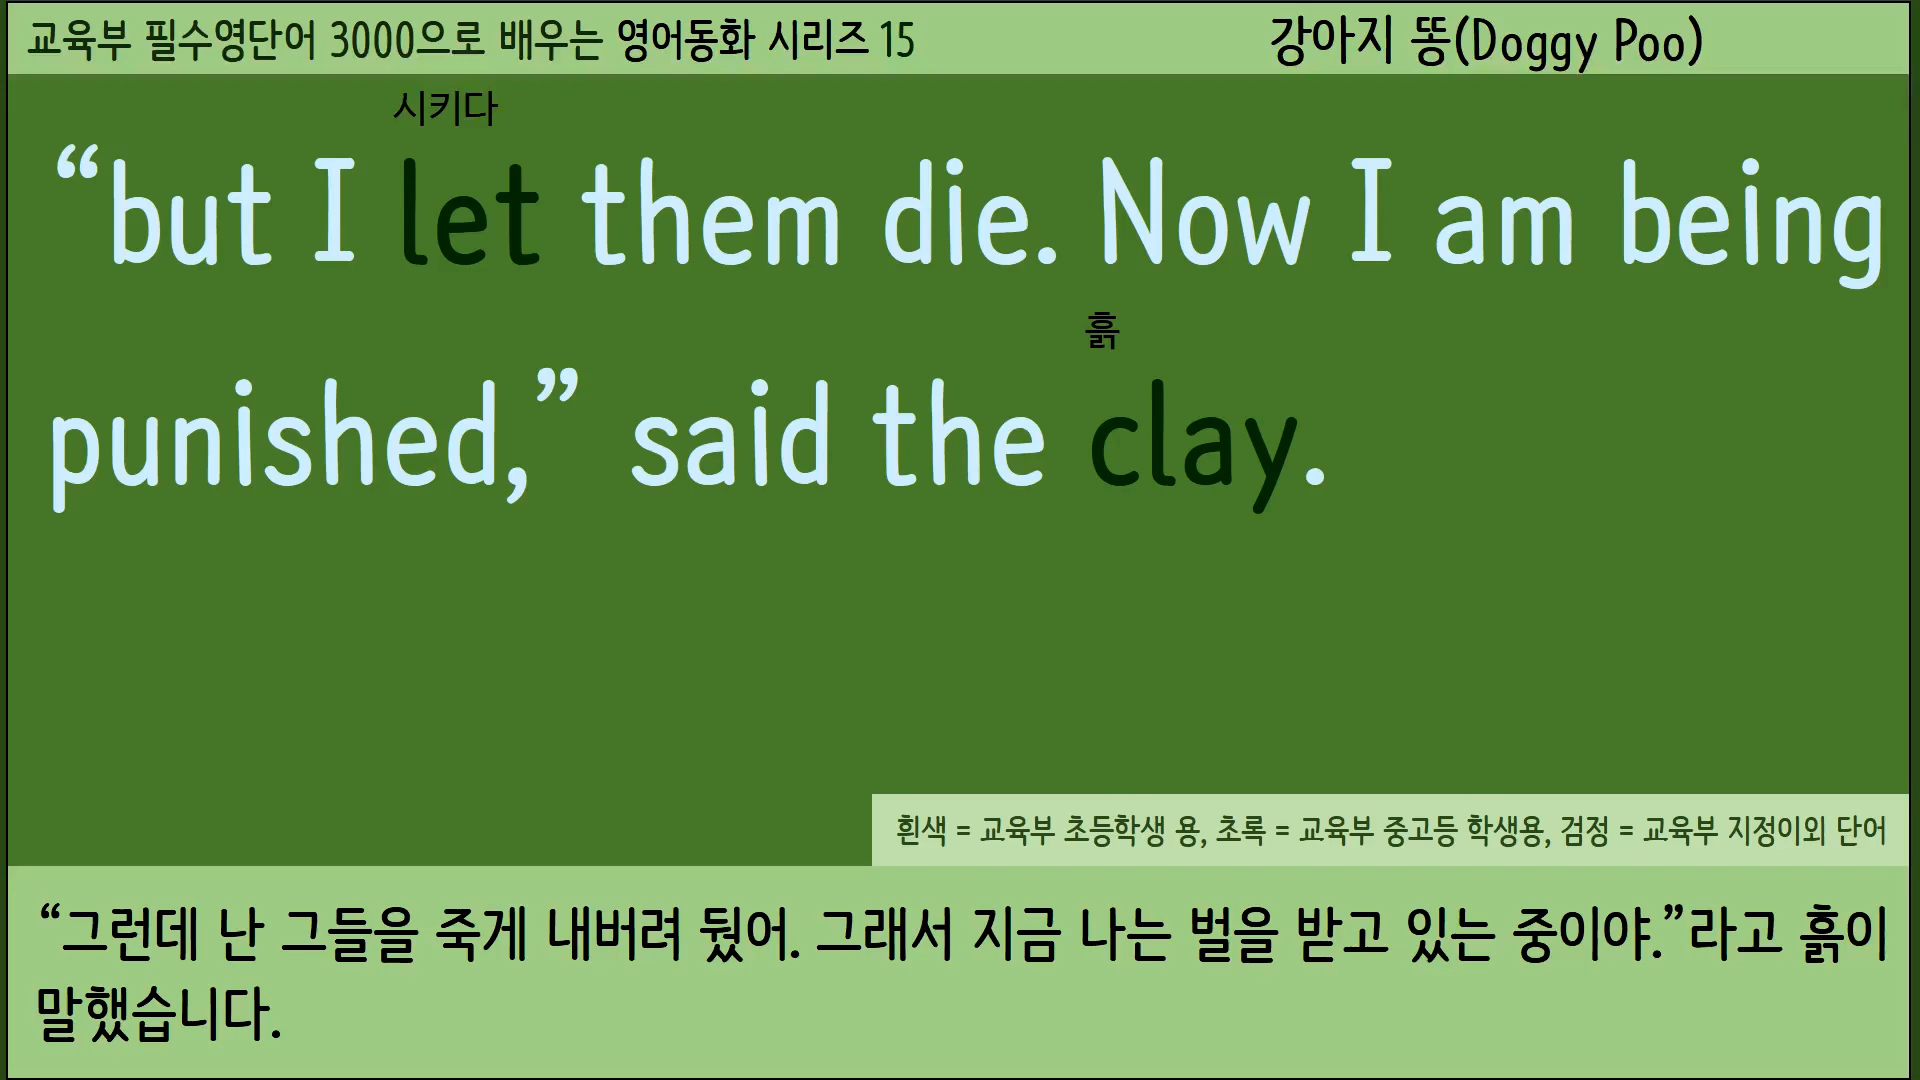 교육부 필수영단어 3000으로 배우는 영어동화 시리즈 15
강아지 똥(Doggy Poo)
시키다
“but I let them die. Now I am being
흙
punished,” said the clay.
흰색 = 교육부 초등학생 용, 초록 = 교육부 중고등 학생용, 검정 = 교육부 지정이외 단어
“그런데 난 그들을 죽게 내버려 뒀어. 그래서 지금 나는 벌을 받고 있는 중이야.”라고 흙이
말했습니다.